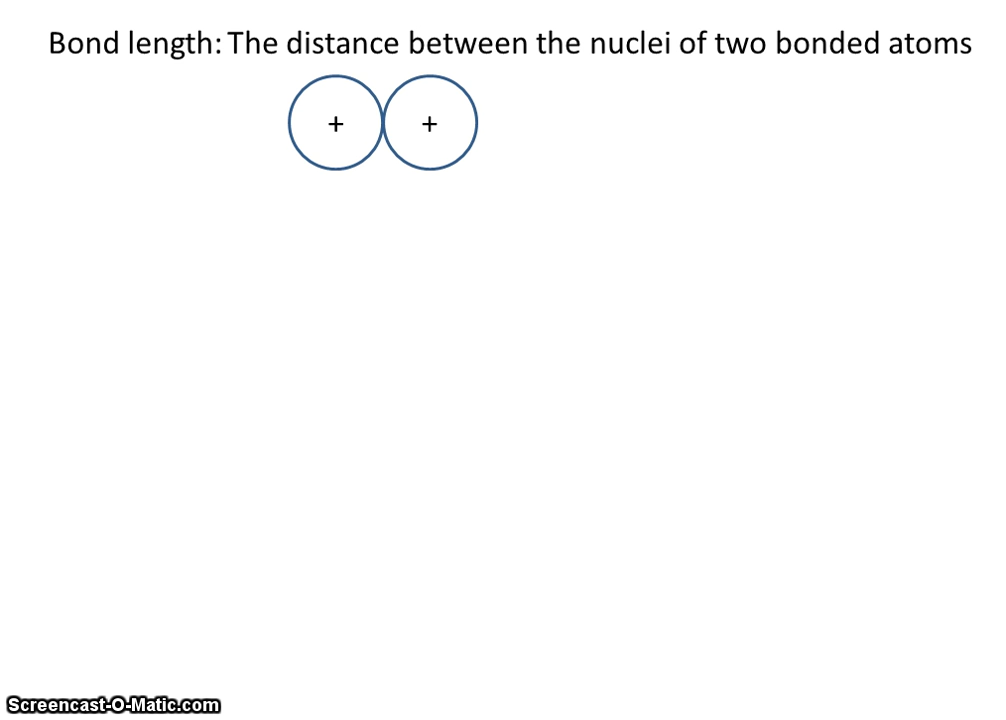 Bond length: The distance between the nuclei of two bonded atoms
+ +
Screencast-O-Matic.com